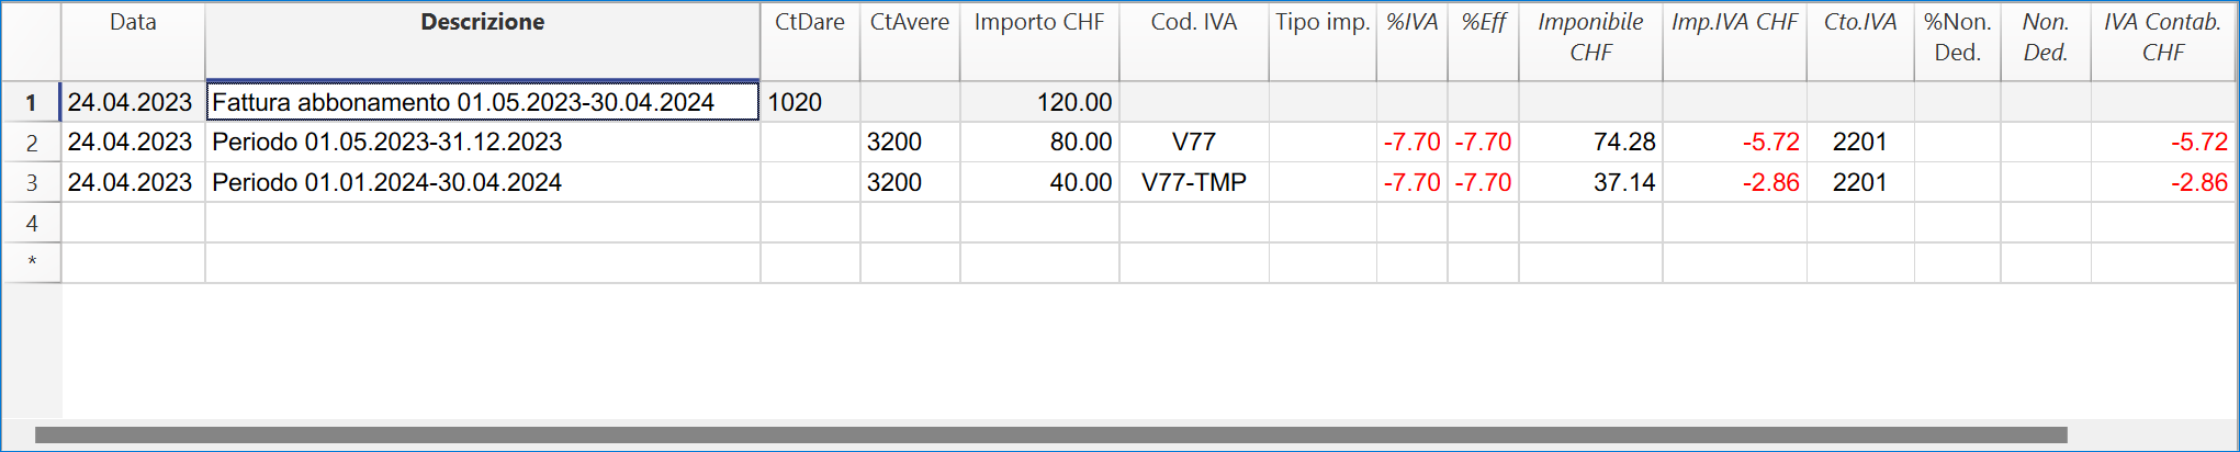 Data Descrizione CtDare CtAvere Importo CHF Cod. IVA Tipo imp. %IVA %Eff Imponibile CHF Imp.IVA CHF Cto.IVA %Non. Ded. Non. Ded. IVA Contab. CHF
1 24.04.2023 Fattura abbonamento 01.05.2023-30.04.2024 1020 120.00
2 24.04.2023 Periodo 01.05.2023-31.12.2023 3200 80.00 V77 -7.70 -7.70 74.28 -5.72 2201 -5.72
3 24.04.2023 Periodo 01.01.2024-30.04.2024 3200 40.00 V77-TMP -7.70 -7.70 37.14 -2.86 2201 -2.86
4
*